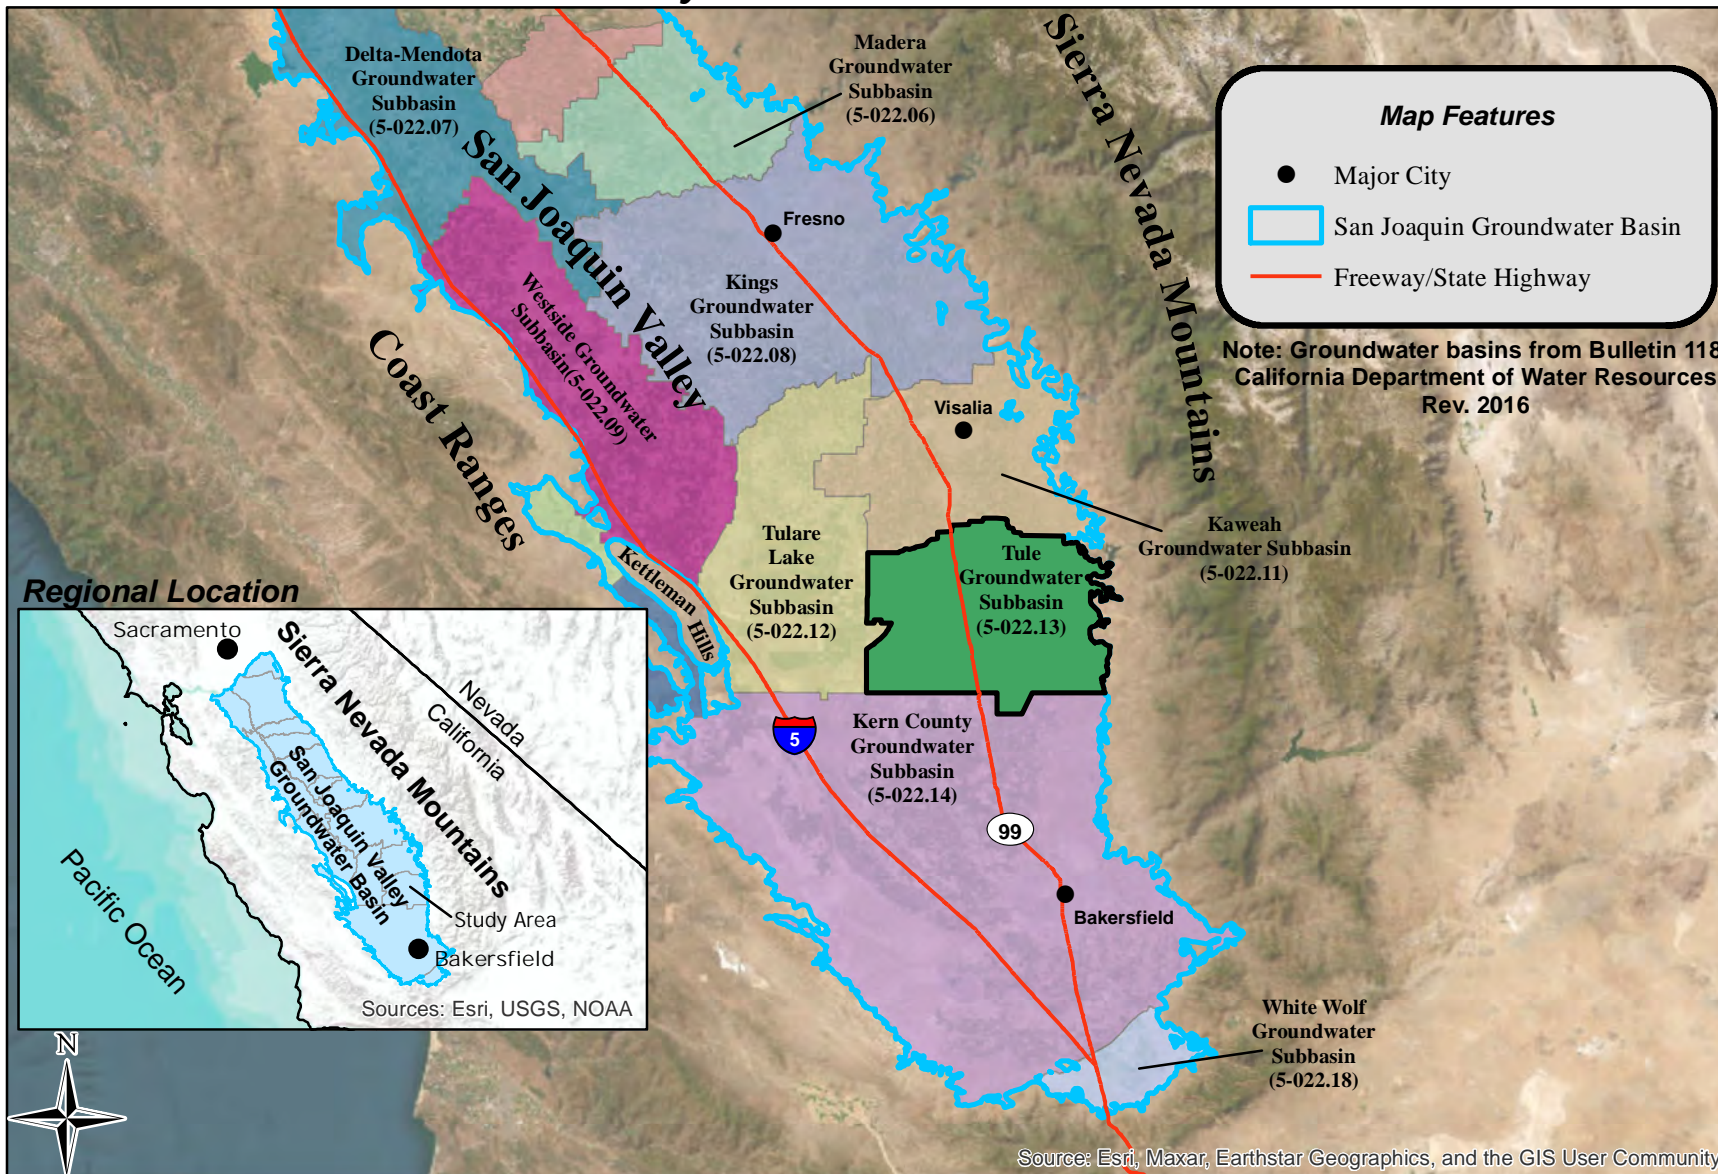 Delta-Mendota
Groundwater
Subbasin
(5-022.07)
Madera
Groundwater
Subbasin
(5-022.06)
Sierra Nevada Mountains
San Joaquin Valley
Coast Ranges
Map Features
Major City
San Joaquin Groundwater Basin
Freeway/State Highway
Note: Groundwater basins from Bulletin 118
California Department of Water Resources
Rev. 2016
Fresno
Kings
Groundwater
Subbasin
(5-022.08)
Westside Groundwater
Subbasin(5-022.09)
Visalia
Kaweah
Groundwater Subbasin
(5-022.11)
Tulare
Lake
Groundwater
Subbasin
(5-022.12)
Tule
Groundwater
Subbasin
(5-022.13)
Kettleman Hills
Kern County
Groundwater
Subbasin
(5-022.14)
5
99
Bakersfield
White Wolf
Groundwater
Subbasin
(5-022.18)
Regional Location
Sacramento
Sierra Nevada Mountains
Nevada
California
San Joaquin Valley
Groundwater Basin
Pacific Ocean
Study Area
Bakersfield
Sources: Esri, USGS, NOAA
N
Source: Esri, Maxar, Earthstar Geographics, and the GIS User Community